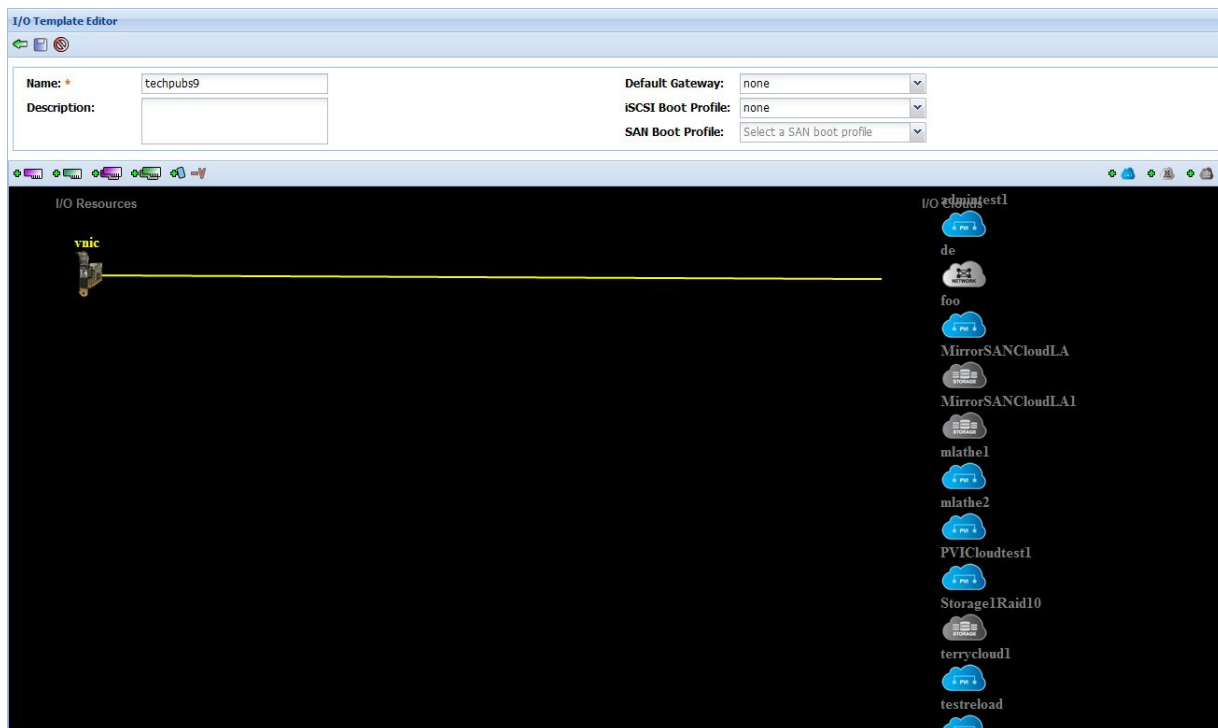 I/O Template Editor
Name: * techpubs9 Default Gateway: none
Description: iSCSI Boot Profile: none
SAN Boot Profile: Select a SAN boot profile
I/O Resources I/O Clouds
admintest1
PVI
vnic
de
NETWORK
foo
PVI
MirrorSANCloudLA
STORAGE
MirrorSANCloudLA1
STORAGE
mlathe1
PVI
mlathe2
PVI
PVICloudtest1
PVI
Storage1Raid10
STORAGE
terrycloud1
PVI
testreload